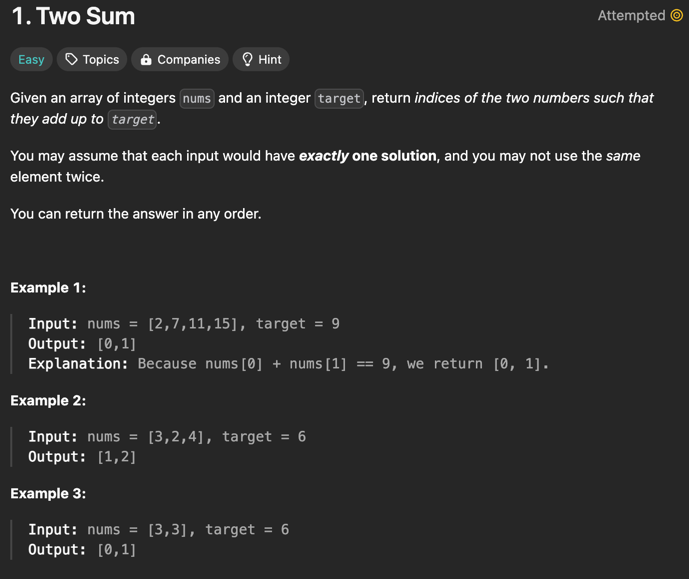 1. Two Sum
Attempted
Easy Topics Companies Hint
Given an array of integers nums and an integer target, return indices of the two numbers such that
they add up to target.
You may assume that each input would have exactly one solution, and you may not use the same
element twice.
You can return the answer in any order.
Example 1:
Input: nums = [2,7,11,15], target = 9
Output: [0,1]
Explanation: Because nums[0] + nums[1] == 9, we return [0, 1].
Example 2:
Input: nums = [3,2,4], target = 6
Output: [1,2]
Example 3:
Input: nums = [3,3], target = 6
Output: [0,1]